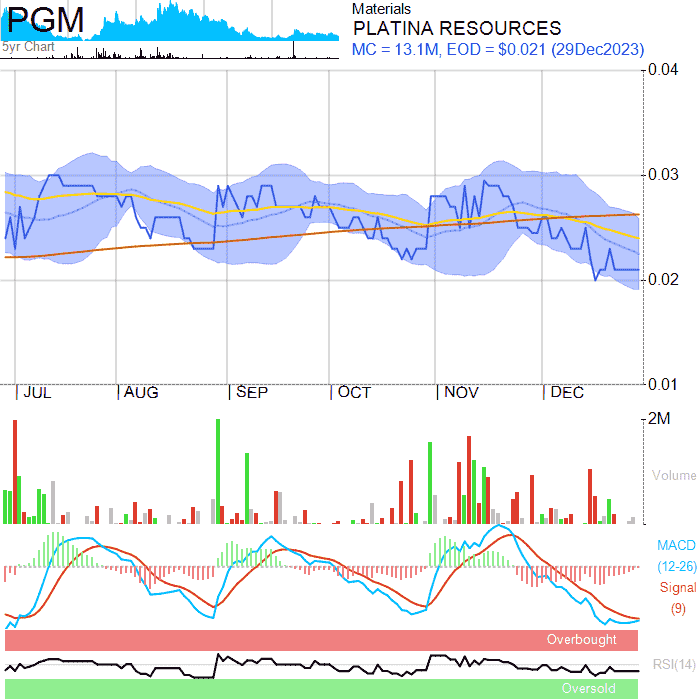 PGM
5yr Chart
Materials
PLATINA RESOURCES
MC = 13.1M, EOD = $0.021 (29Dec2023)
0.04
0.03
0.02
0.01
JUL AUG SEP OCT NOV DEC
2M
Volume
MACD
(12-26)
Signal
(9)
Overbought
RSI(14)
Oversold